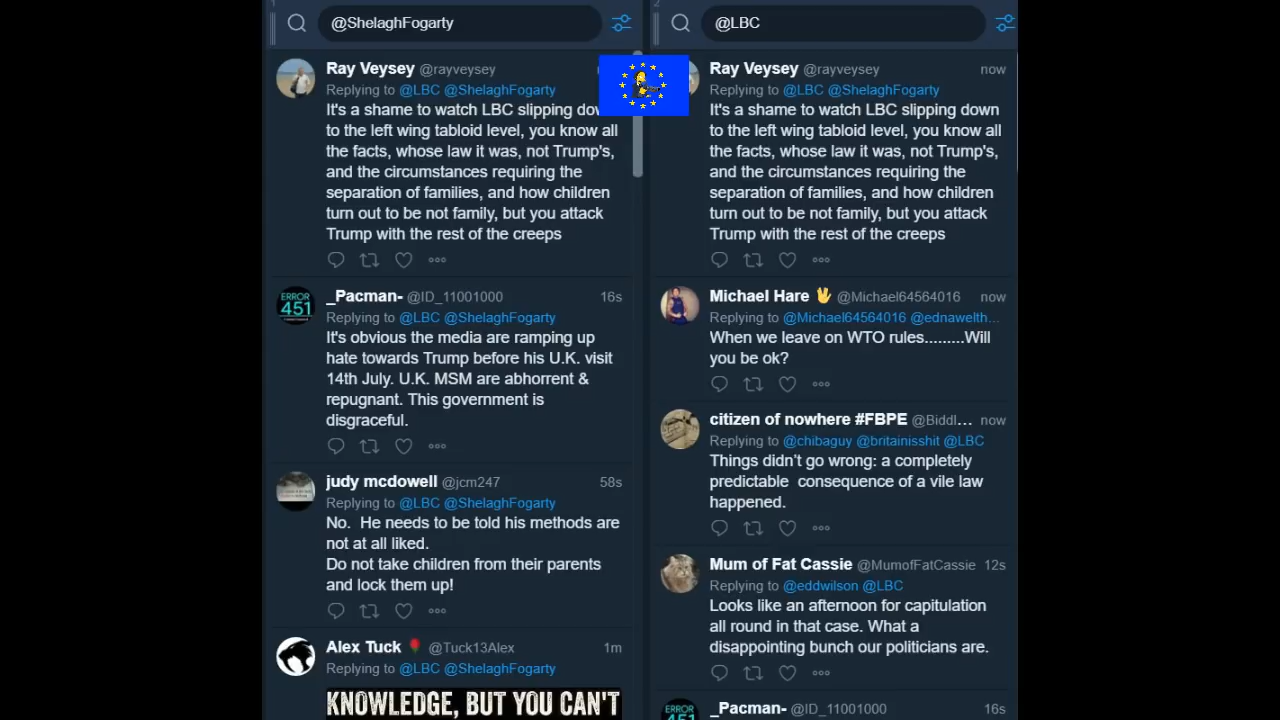 1
@ShelaghFogarty
Ray Veysey @rayveysey
Replying to @LBC @ShelaghFogarty
It's a shame to watch LBC slipping down
to the left wing tabloid level, you know all
the facts, whose law it was, not Trump's,
and the circumstances requiring the
separation of families, and how children
turn out to be not family, but you attack
Trump with the rest of the creeps
ERROR
451
_Pacman- @ID_11001000 16s
Replying to @LBC @ShelaghFogarty
It's obvious the media are ramping up
hate towards Trump before his U.K. visit
14th July. U.K. MSM are abhorrent &
repugnant. This government is
disgraceful.
judy mcdowell @jcm247 58s
Replying to @LBC @ShelaghFogarty
No.  He needs to be told his methods are
not at all liked.
Do not take children from their parents
and lock them up!
Alex Tuck @Tuck13Alex 1m
Replying to @LBC @ShelaghFogarty
KNOWLEDGE, BUT YOU CAN'T
2
@LBC
Ray Veysey @rayveysey now
Replying to @LBC @ShelaghFogarty
It's a shame to watch LBC slipping down
to the left wing tabloid level, you know all
the facts, whose law it was, not Trump's,
and the circumstances requiring the
separation of families, and how children
turn out to be not family, but you attack
Trump with the rest of the creeps
Michael Hare 🖖 @Michael64564016 now
Replying to @Michael64564016 @ednawelth...
When we leave on WTO rules.........Will
you be ok?
citizen of nowhere #FBPE @Biddl... now
Replying to @chibaguy @britainisshit @LBC
Things didn't go wrong: a completely
predictable  consequence of a vile law
happened.
Mum of Fat Cassie @MumofFatCassie 12s
Replying to @eddwilson @LBC
Looks like an afternoon for capitulation
all round in that case. What a
disappointing bunch our politicians are.
ERROR
451
_Pacman- @ID_11001000 16s